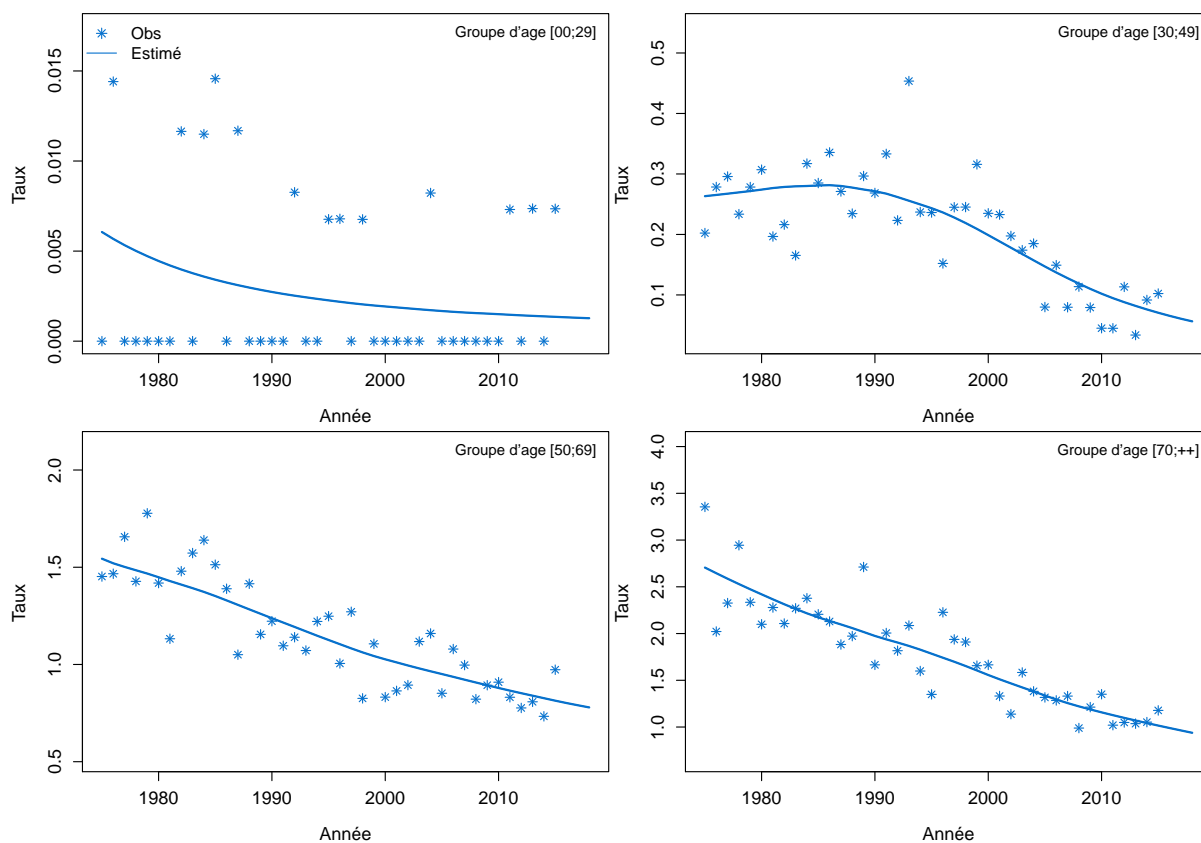 Obs
Estimé
Groupe d'age [00;29]
Taux
0.000
0.005
0.010
0.015
1980 1990 2000 2010
Année
Groupe d'age [30;49]
Taux
0.1
0.2
0.3
0.4
0.5
1980 1990 2000 2010
Année
Groupe d'age [50;69]
Taux
0.5
1.0
1.5
2.0
1980 1990 2000 2010
Année
Groupe d'age [70;++]
Taux
1.0
1.5
2.0
2.5
3.0
3.5
4.0
1980 1990 2000 2010
Année